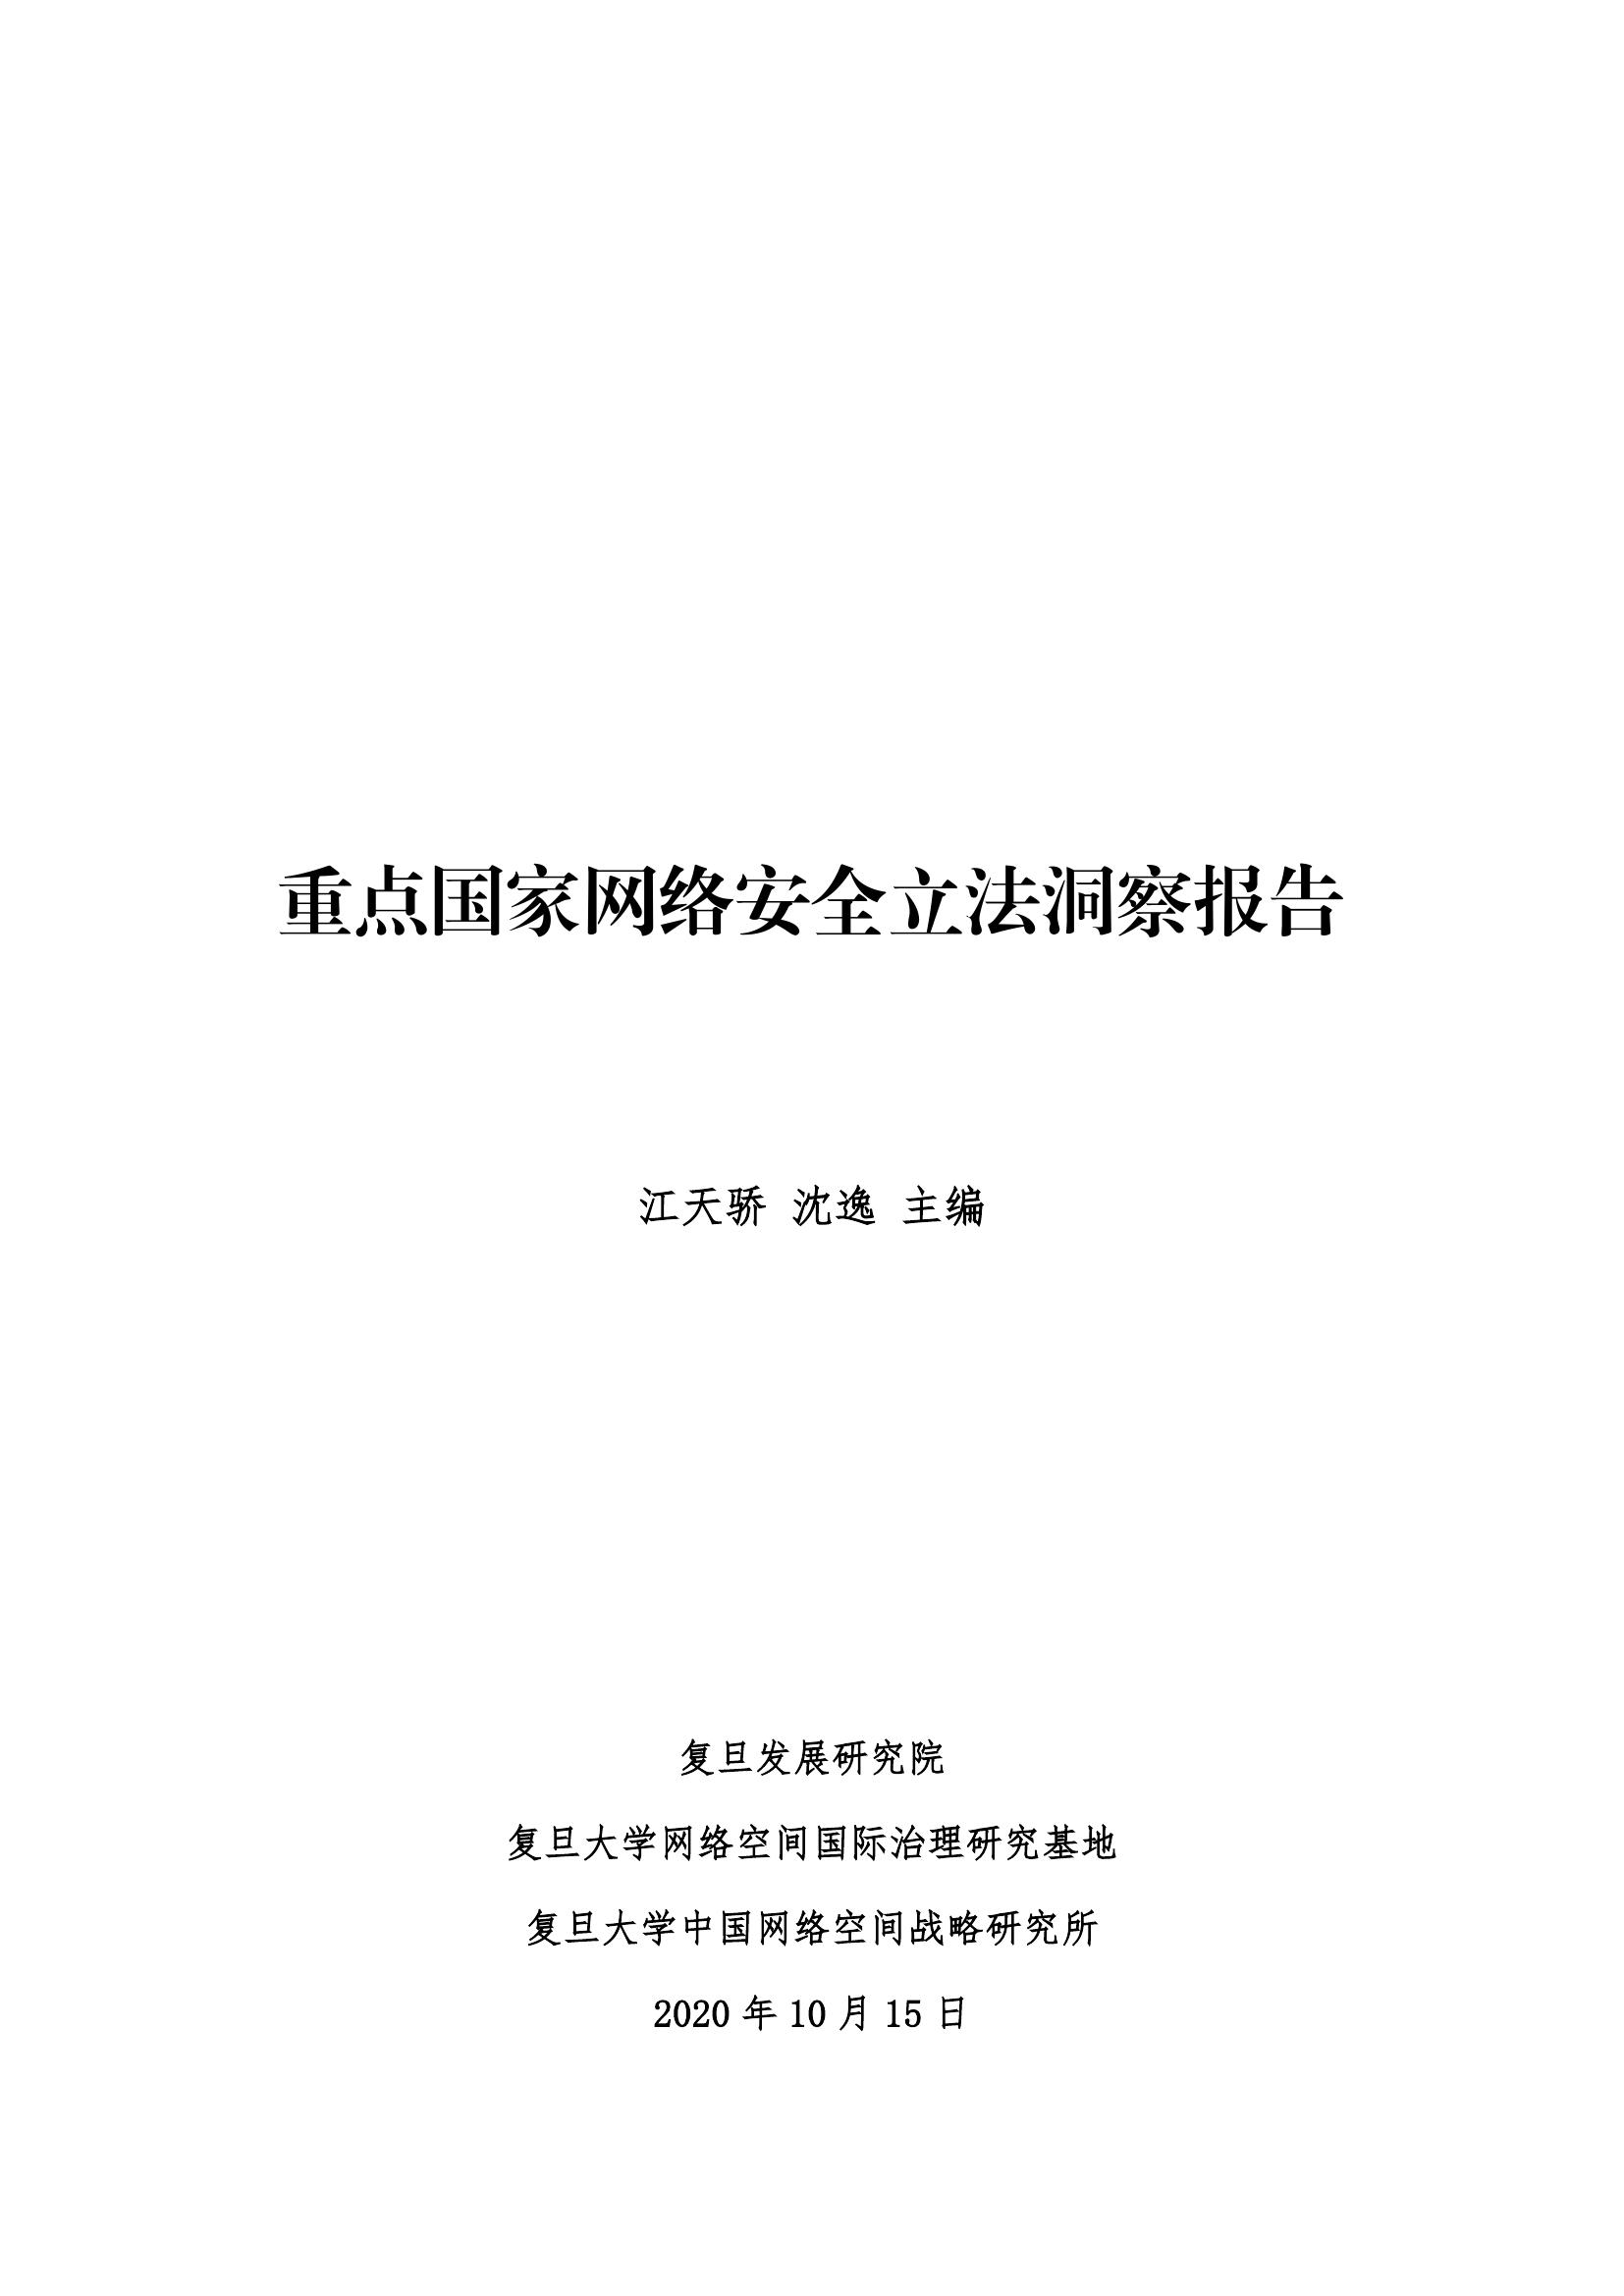 重点国家网络安全立法洞察报告
江天骄 沈逸 主编
复旦发展研究院
复旦大学网络空间国际治理研究基地
复旦大学中国网络空间战略研究所
2020 年 10 月 15 日